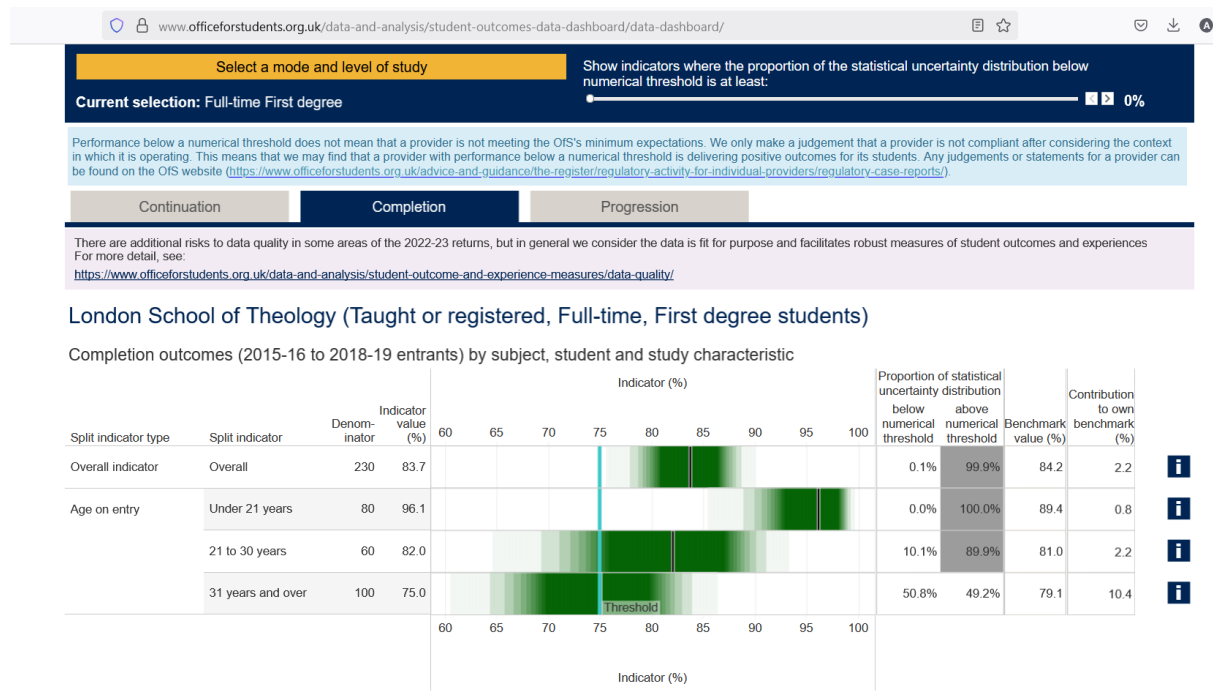 www.officeforstudents.org.uk/data-and-analysis/student-outcomes-data-dashboard/data-dashboard/
A
Select a mode and level of study
Current selection: Full-time First degree
Show indicators where the proportion of the statistical uncertainty distribution below
numerical threshold is at least:
0%
Performance below a numerical threshold does not mean that a provider is not meeting the OfS's minimum expectations. We only make a judgement that a provider is not compliant after considering the context
in which it is operating. This means that we may find that a provider with performance below a numerical threshold is delivering positive outcomes for its students. Any judgements or statements for a provider can
be found on the OfS website (https://www.officeforstudents.org.uk/advice-and-guidance/the-register/regulatory-activity-for-individual-providers/regulatory-case-reports/).
Continuation Completion Progression
There are additional risks to data quality in some areas of the 2022-23 returns, but in general we consider the data is fit for purpose and facilitates robust measures of student outcomes and experiences
For more detail, see:
https://www.officeforstudents.org.uk/data-and-analysis/student-outcome-and-experience-measures/data-quality/
London School of Theology (Taught or registered, Full-time, First degree students)
Completion outcomes (2015-16 to 2018-19 entrants) by subject, student and study characteristic
Split indicator type
Split indicator
Denom-
inator
Indicator
value
(%)
Indicator (%)
60 65 70 75 80 85 90 95 100
Proportion of statistical
uncertainty distribution
below
numerical
threshold
above
numerical
threshold
Benchmark
value (%)
Contribution
to own
benchmark
(%)
Overall indicator Overall 230 83.7 0.1% 99.9% 84.2 2.2 i
Age on entry Under 21 years 80 96.1 0.0% 100.0% 89.4 0.8 i
21 to 30 years 60 82.0 10.1% 89.9% 81.0 2.2 i
31 years and over 100 75.0 50.8% 49.2% 79.1 10.4 i
Threshold
60 65 70 75 80 85 90 95 100
Indicator (%)